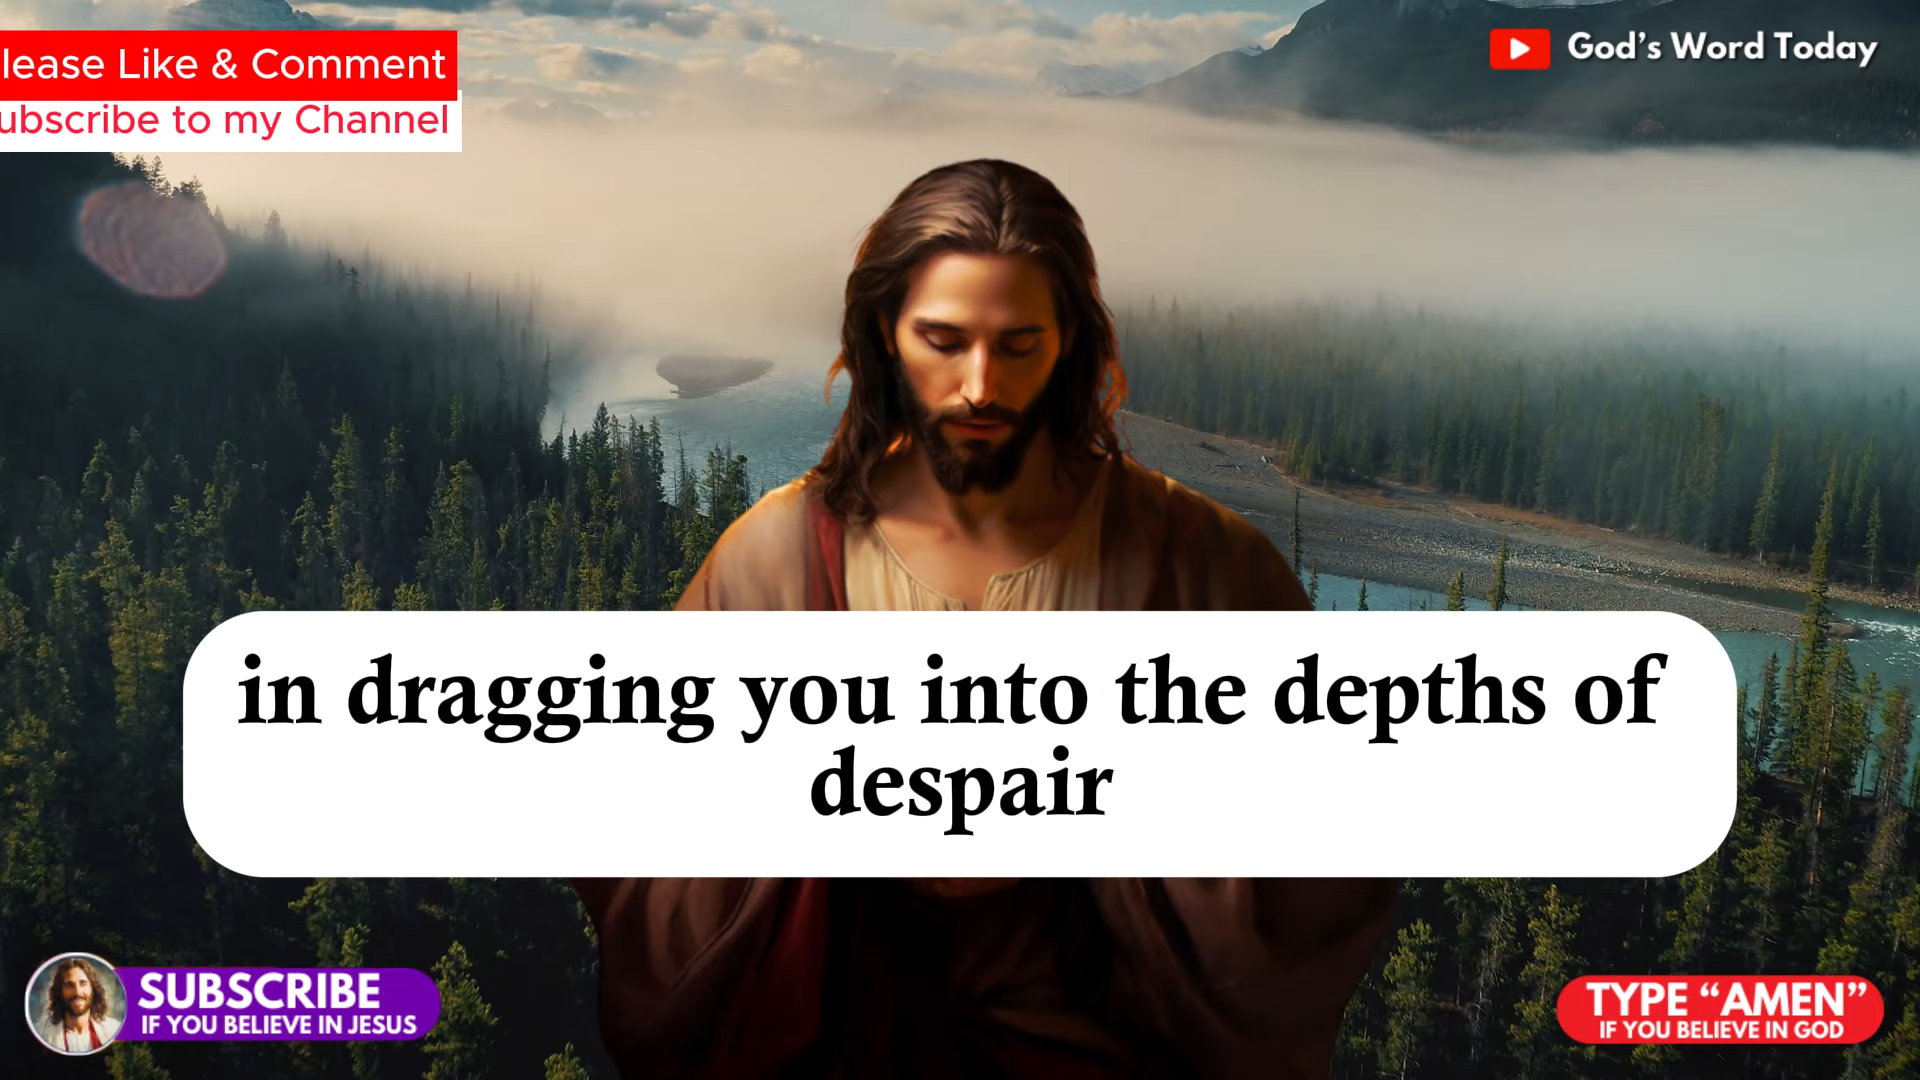 lease Like & Comment
ubscribe to my Channel
God's Word Today
in dragging you into the depths of
despair
SUBSCRIBE
IF YOU BELIEVE IN JESUS
TYPE “AMEN”
IF YOU BELIEVE IN GOD